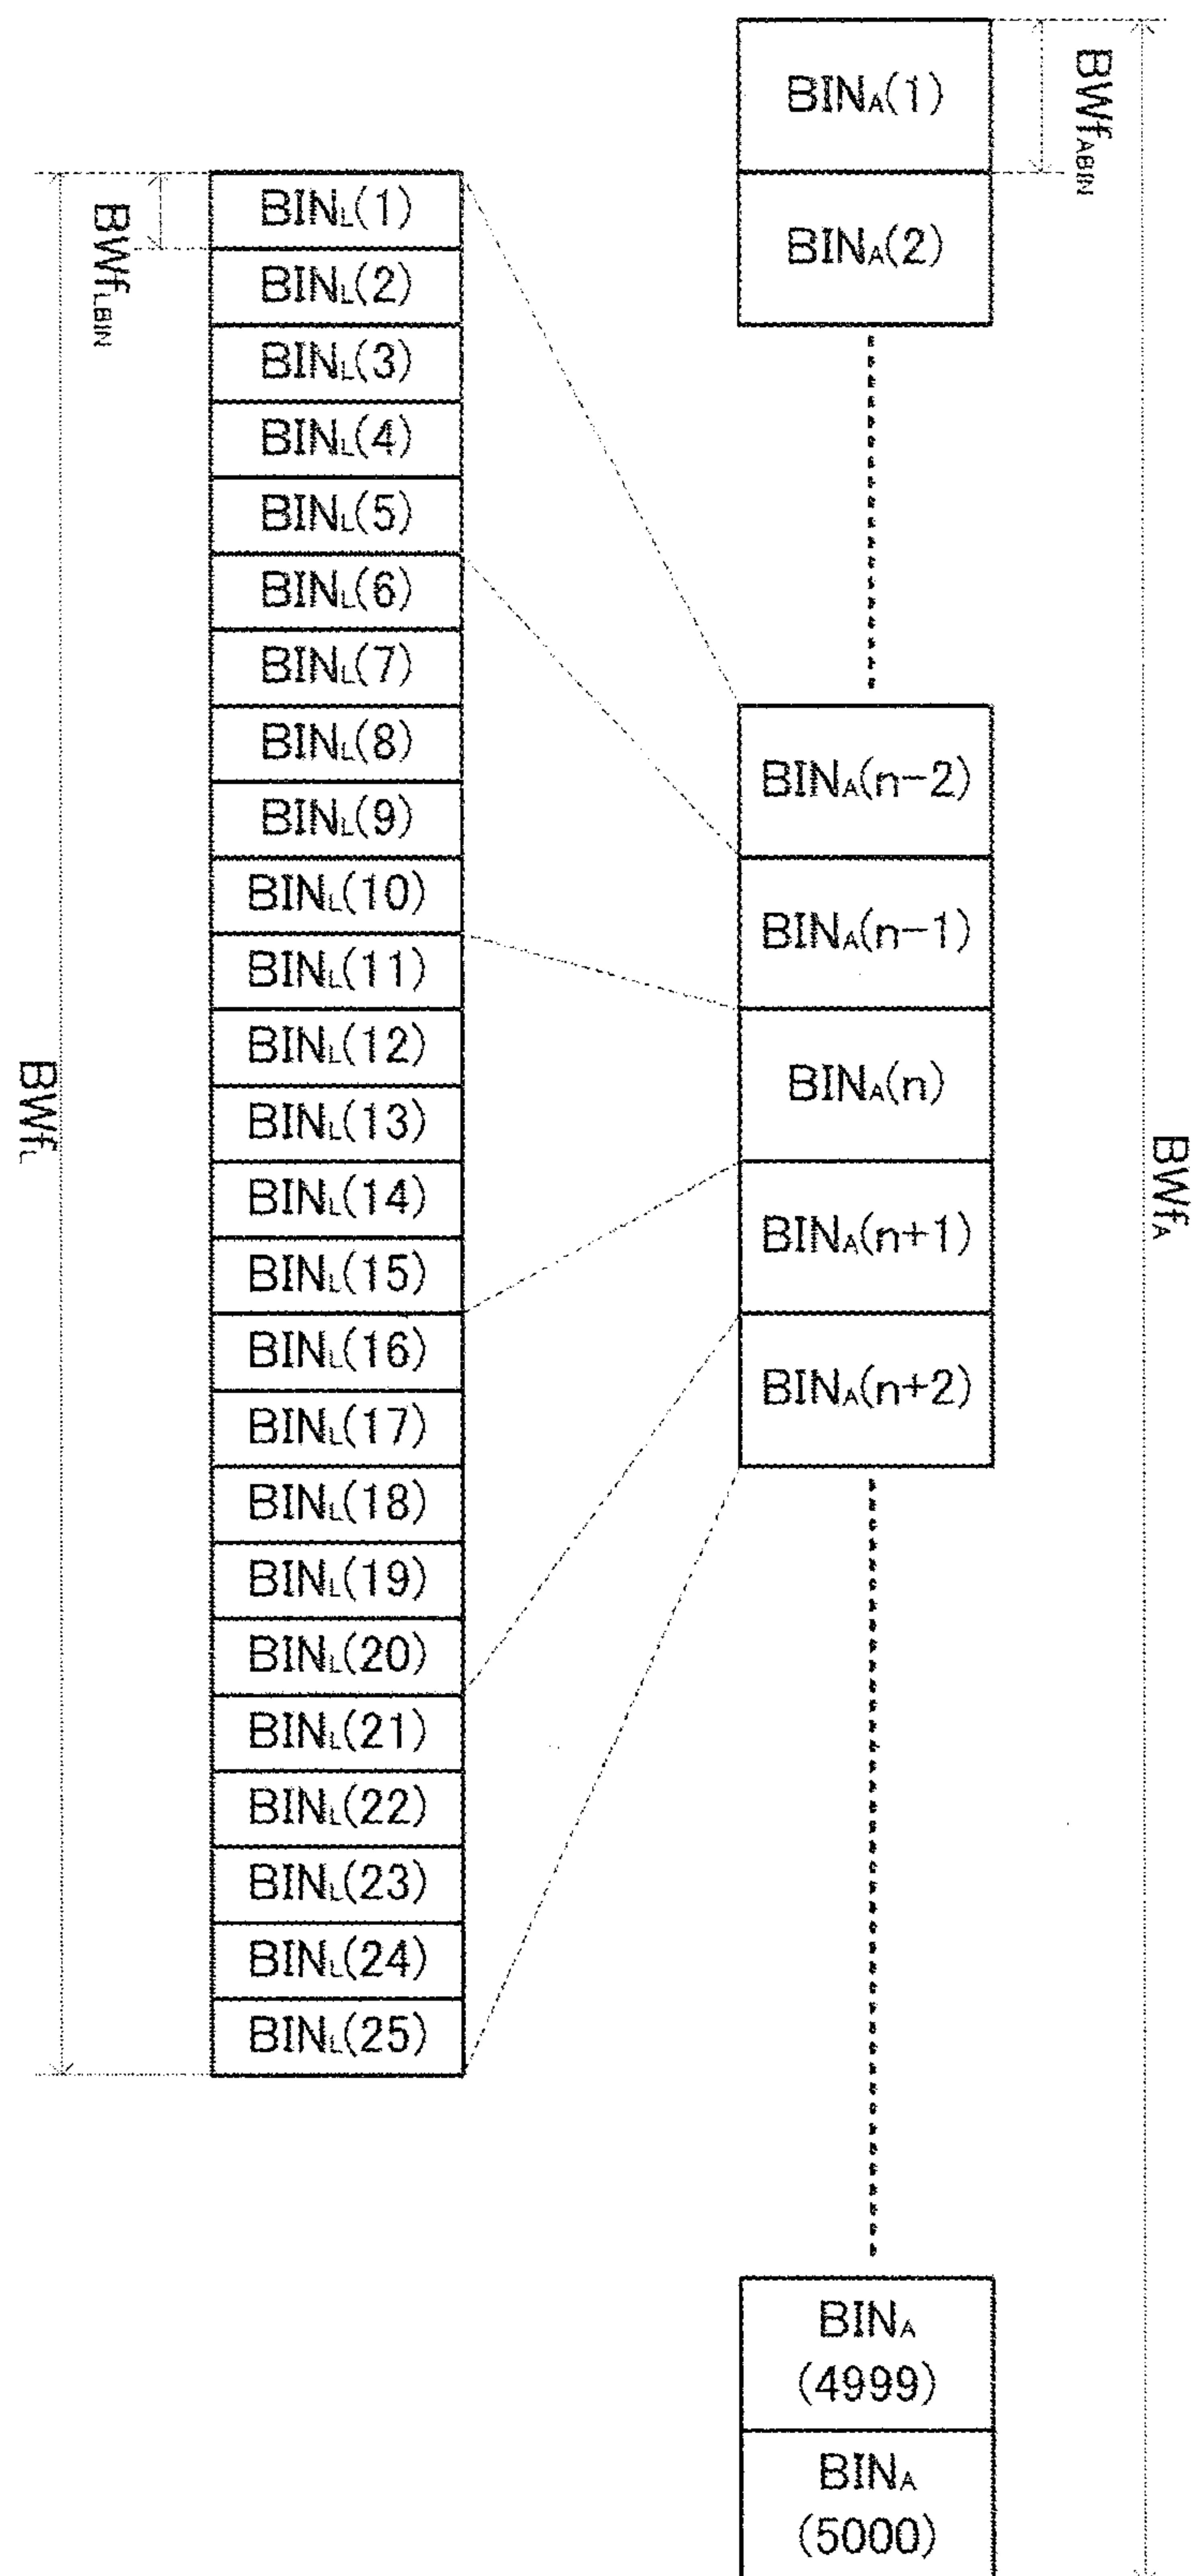 BINA(1)
BINA(2)
BINA(n-2)
BINA(n-1)
BINA(n)
BINA(n+1)
BINA(n+2)
BINA
(4999)
BINA
(5000)
BWfABIN
BWfA
BINL(1)
BINL(2)
BINL(3)
BINL(4)
BINL(5)
BINL(6)
BINL(7)
BINL(8)
BINL(9)
BINL(10)
BINL(11)
BINL(12)
BINL(13)
BINL(14)
BINL(15)
BINL(16)
BINL(17)
BINL(18)
BINL(19)
BINL(20)
BINL(21)
BINL(22)
BINL(23)
BINL(24)
BINL(25)
BWfLBIN
BWfL